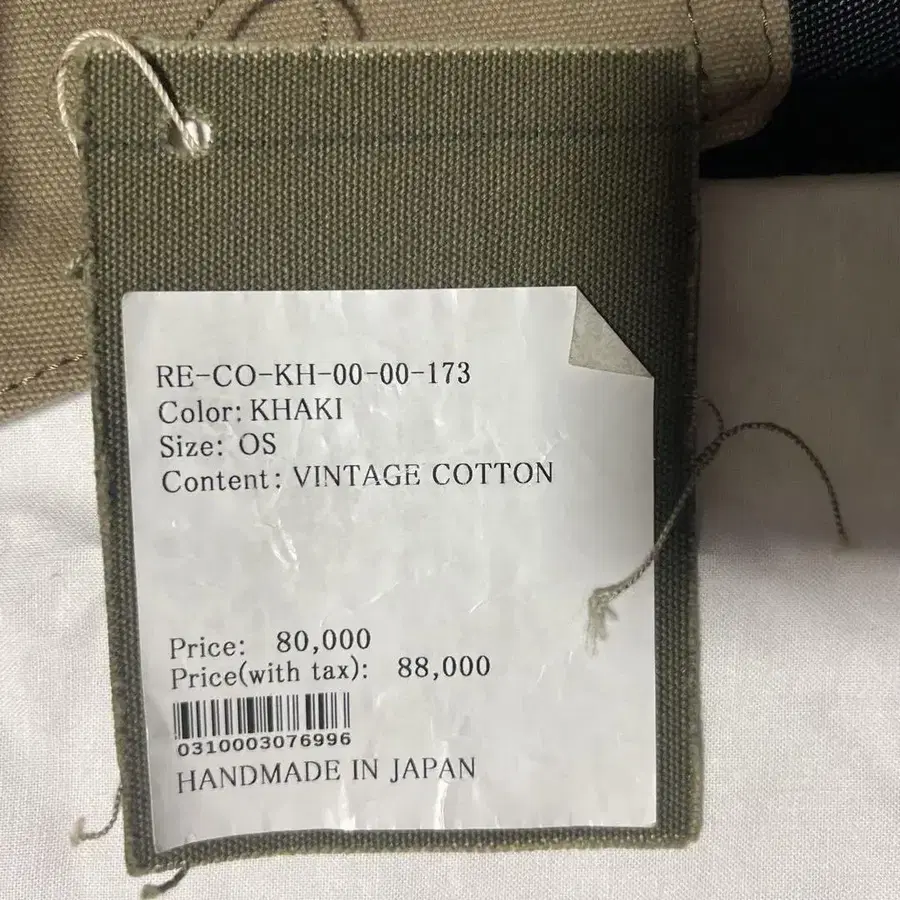 RE-CO-KH-00-00-173
Color: KHAKI
Size: OS
Content: VINTAGE COTTON
Price: 80,000
Price(with tax): 88,000
0310003076996
HANDMADE IN JAPAN